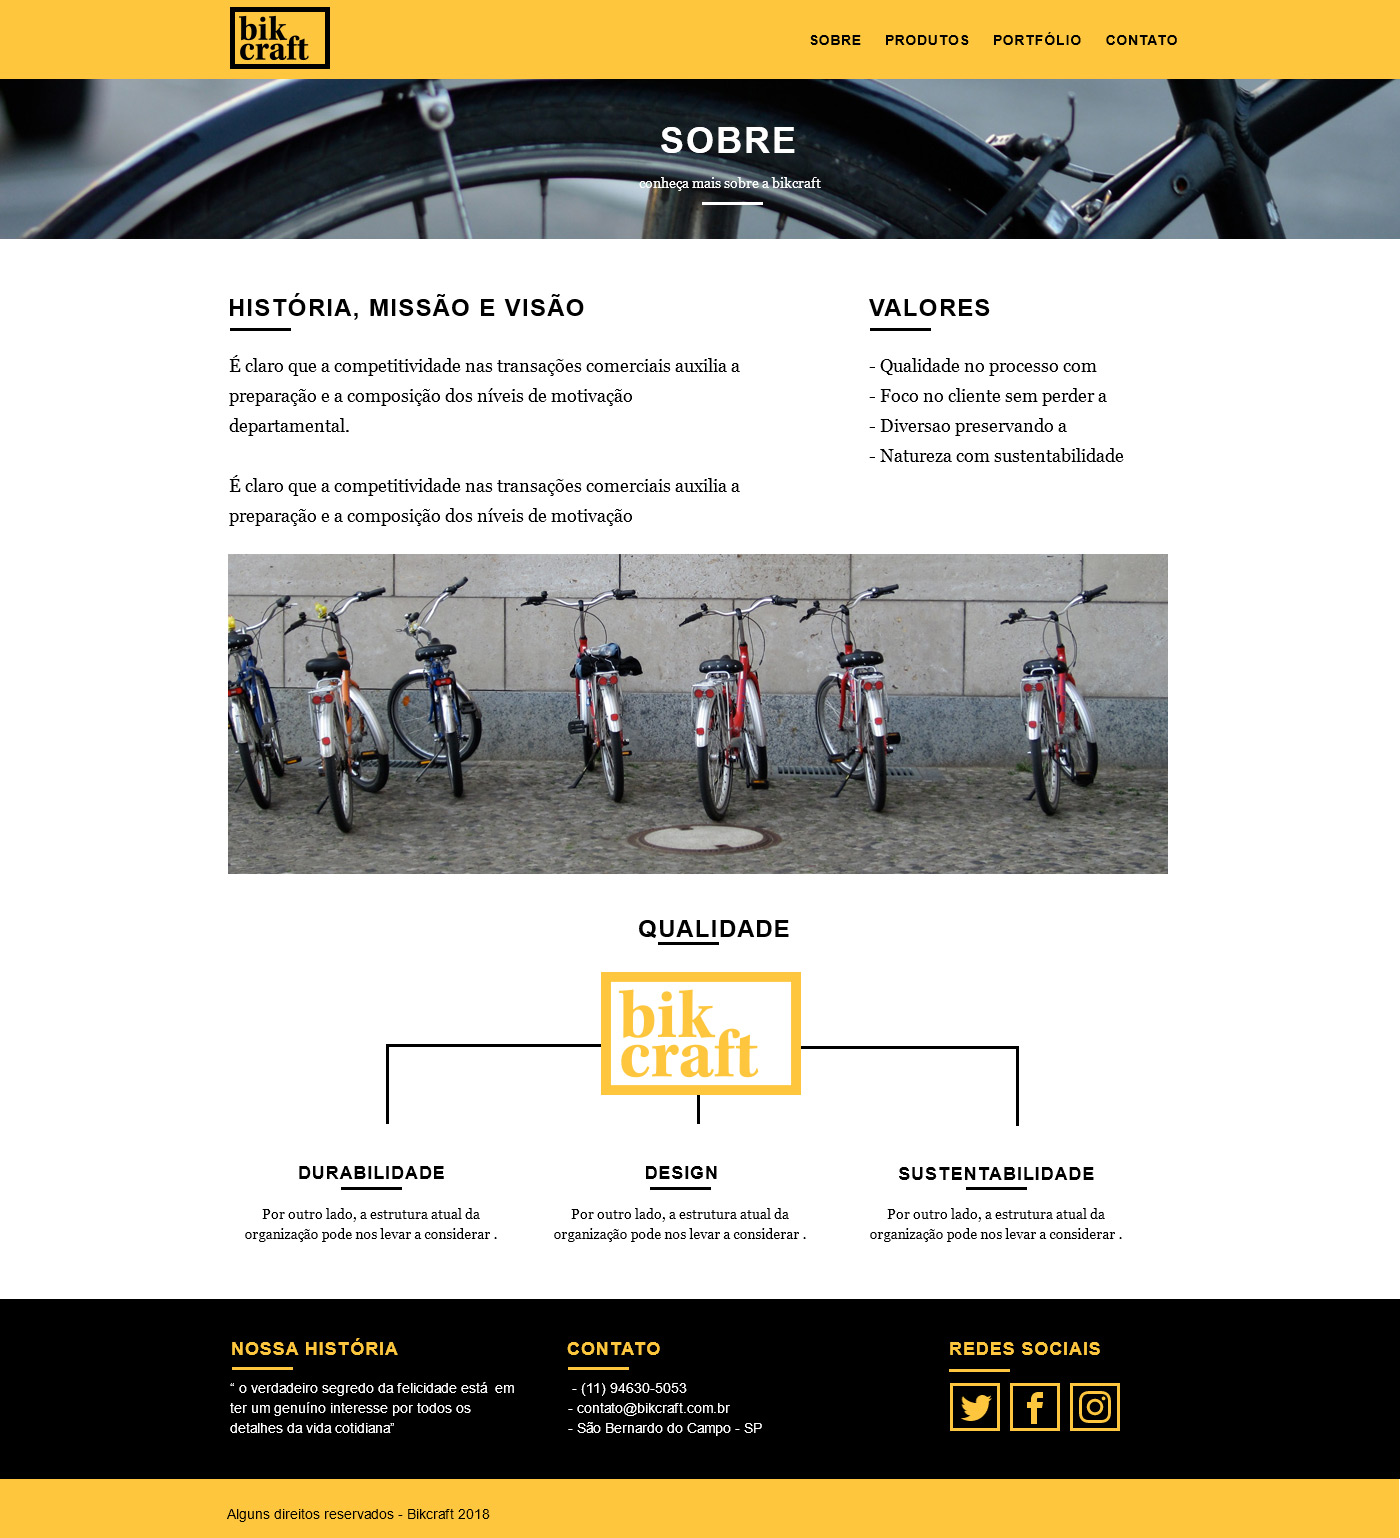 bik
craft
SOBRE PRODUTOS PORTFÓLIO CONTATO
SOBRE
conheça mais sobre a bikcraft
HISTÓRIA, MISSÃO E VISÃO
É claro que a competitividade nas transações comerciais auxilia a
preparação e a composição dos níveis de motivação
departamental.
É claro que a competitividade nas transações comerciais auxilia a
preparação e a composição dos níveis de motivação
VALORES
- Qualidade no processo com
- Foco no cliente sem perder a
- Diversao preservando a
- Natureza com sustentabilidade
QUALIDADE
bik
craft
DURABILIDADE
Por outro lado, a estrutura atual da
organização pode nos levar a considerar .
DESIGN
Por outro lado, a estrutura atual da
organização pode nos levar a considerar .
SUSTENTABILIDADE
Por outro lado, a estrutura atual da
organização pode nos levar a considerar .
NOSSA HISTÓRIA
“ o verdadeiro segredo da felicidade está  em
ter um genuíno interesse por todos os
detalhes da vida cotidiana”
CONTATO
- (11) 94630-5053
- contato@bikcraft.com.br
- São Bernardo do Campo - SP
REDES SOCIAIS
Alguns direitos reservados - Bikcraft 2018